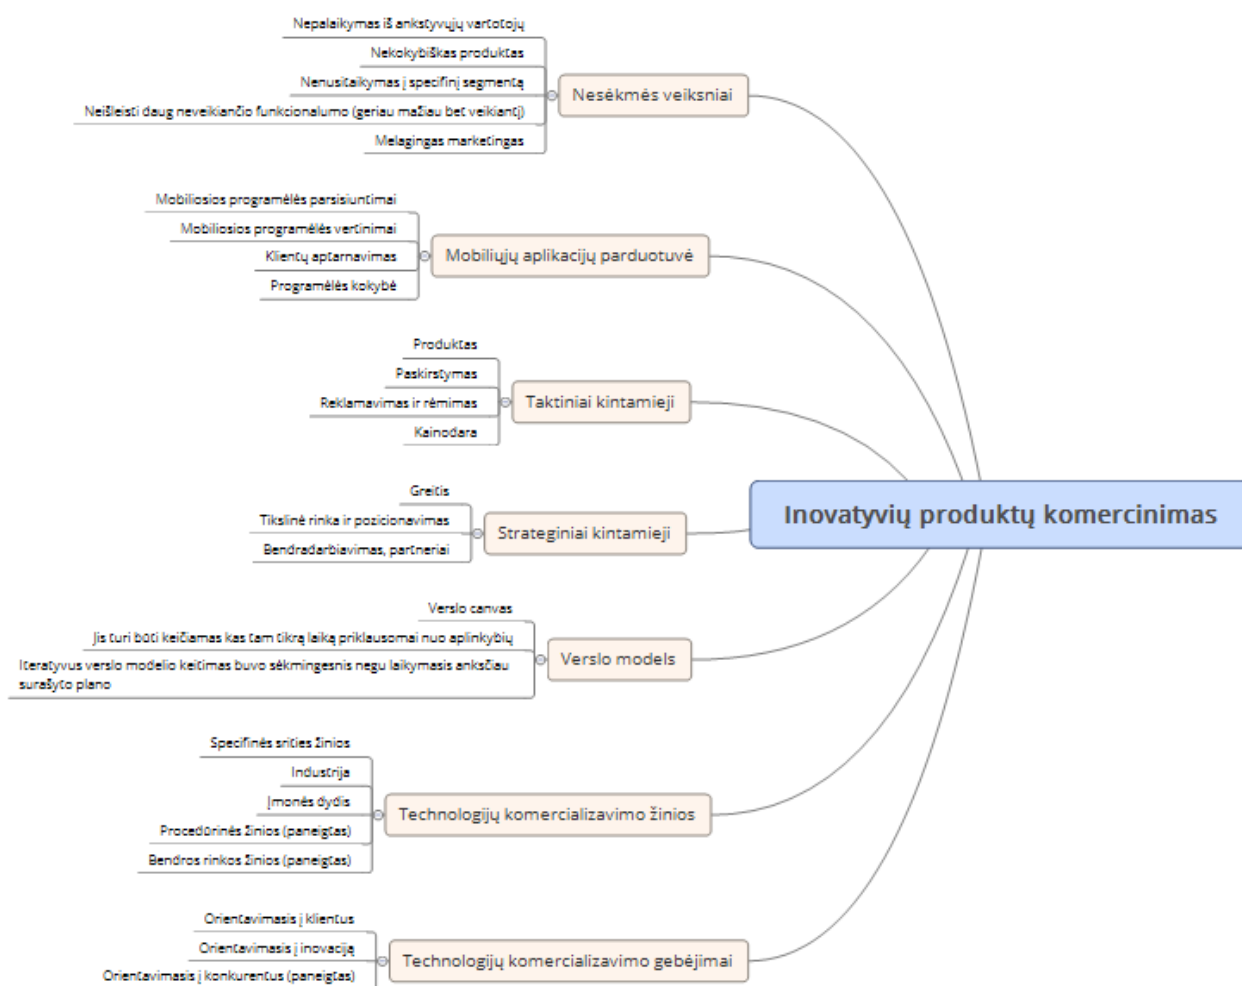 Nepalaikymas iš ankstyvųjų vartotojų
Nekokybiškas produktas
Nenusitaikymas į specifinį segmentą
Neišleisti daug neveikiančio funkcionalumo (geriau mažiau bet veikiantį)
Melagingas marketingas
Nesėkmės veiksniai
Mobiliosios programėlės parsisiuntimai
Mobiliosios programėlės vertinimai
Klientų aptarnavimas
Programėlės kokybė
Mobiliųjų aplikacijų parduotuvė
Produktas
Paskirstymas
Reklamavimas ir rėmimas
Kainodara
Taktiniai kintamieji
Greitis
Tikslinė rinka ir pozicionavimas
Bendradarbiavimas, partneriai
Strateginiai kintamieji
Inovatyvių produktų komercinimas
Verslo canvas
Jis turi būti keičiamas kas tam tikrą laiką priklausomai nuo aplinkybių
Iteratyvus verslo modelio keitimas buvo sėkmingesnis negu laikymasis anksčiau
surašyto plano
Verslo models
Specifinės srities žinios
Industrija
Įmonės dydis
Procedūrinės žinios (paneigtas)
Bendros rinkos žinios (paneigtas)
Technologijų komercializavimo žinios
Orientavimasis į klientus
Orientavimasis į inovaciją
Orientavimasis į konkurentus (paneigtas)
Technologijų komercializavimo gebėjimai